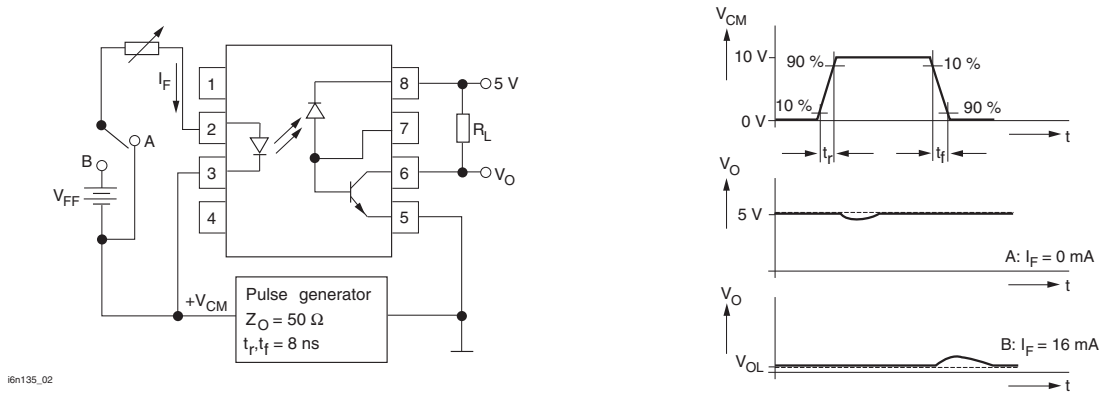 I_F
1
2
3
4
8
7
6
5
5 V
R_L
V_O
A
B
V_FF
+V_CM
Pulse generator
Z_O = 50 Ω
t_r,t_f = 8 ns
i6n135_02
V_CM
10 V
90 %
10 %
10 %
90 %
0 V
t
t_r
t_f
V_O
5 V
A: I_F = 0 mA
t
V_O
B: I_F = 16 mA
V_OL
t